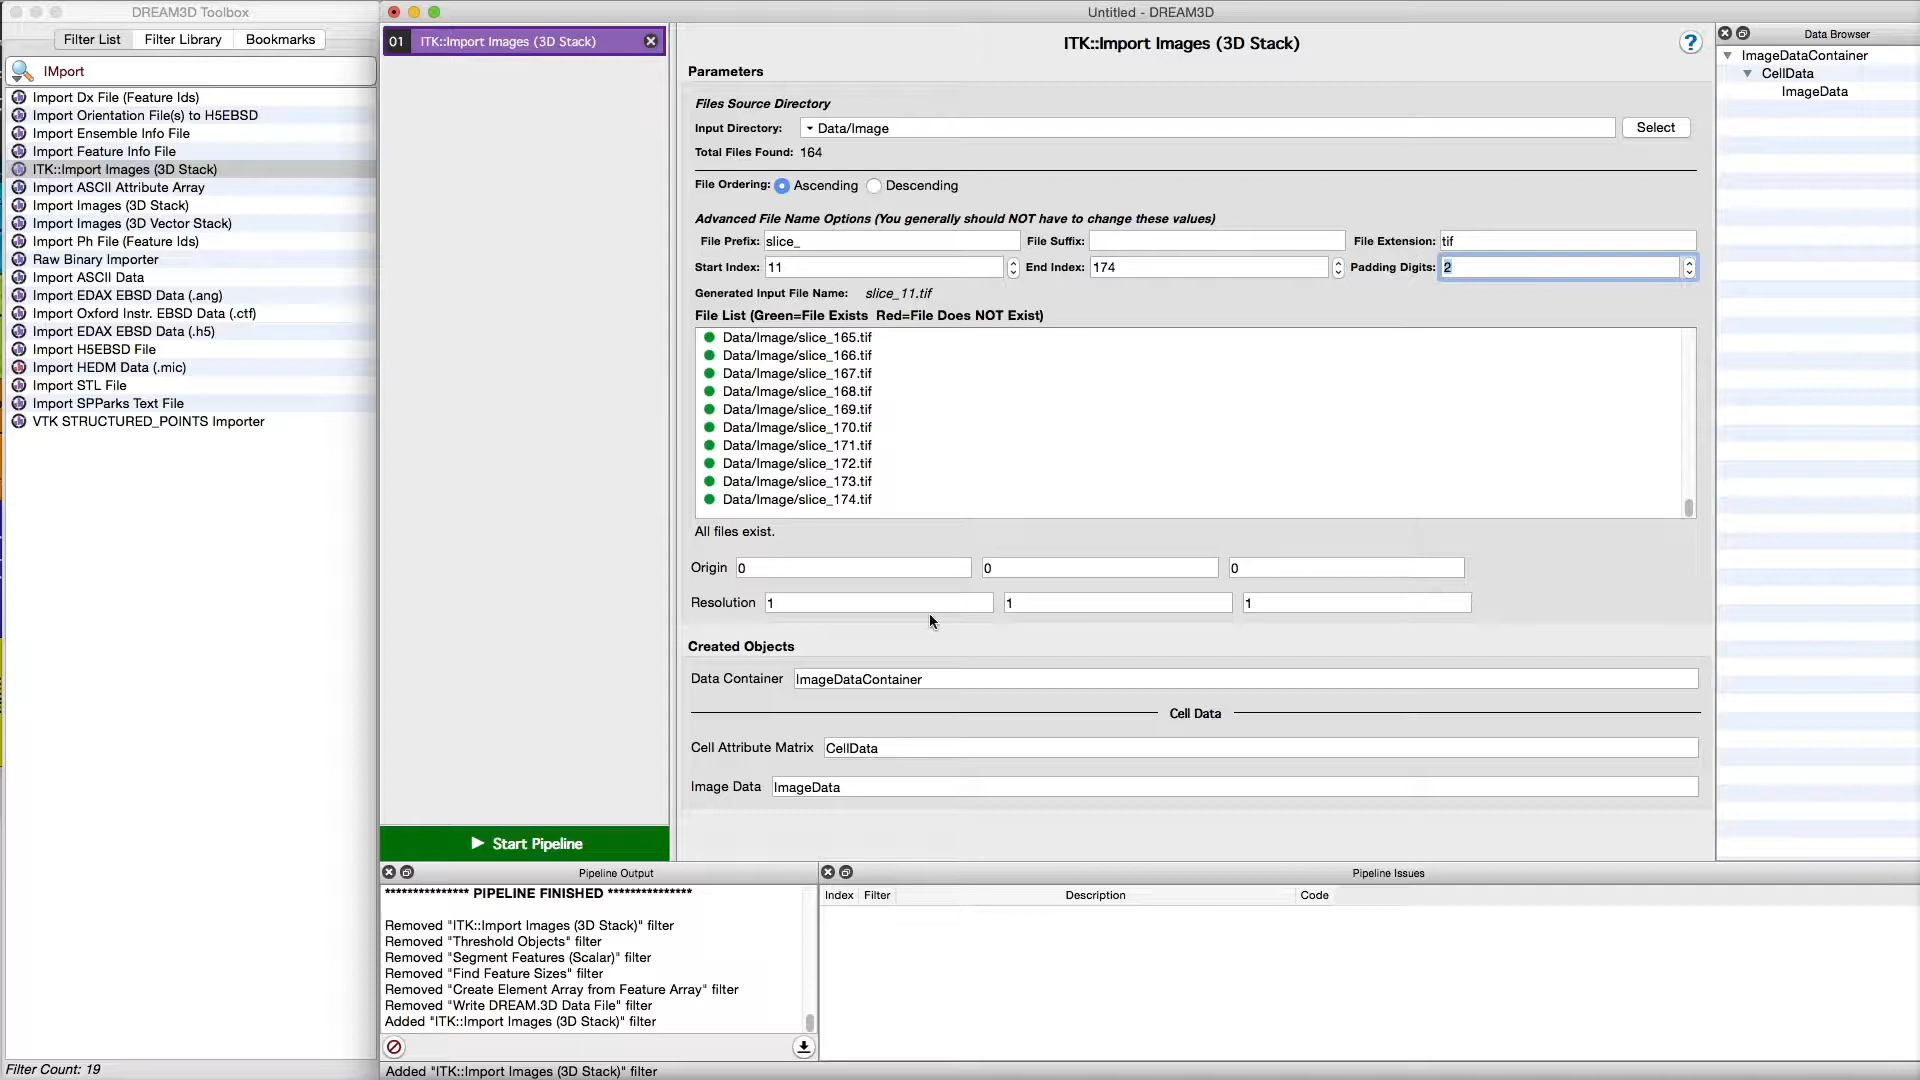 DREAM3D Toolbox
Filter List Filter Library Bookmarks
IMport
Import Dx File (Feature Ids)
Import Orientation File(s) to H5EBSD
Import Ensemble Info File
Import Feature Info File
ITK::Import Images (3D Stack)
Import ASCII Attribute Array
Import Images (3D Stack)
Import Images (3D Vector Stack)
Import Ph File (Feature Ids)
Raw Binary Importer
Import ASCII Data
Import EDAX EBSD Data (.ang)
Import Oxford Instr. EBSD Data (.ctf)
Import EDAX EBSD Data (.h5)
Import H5EBSD File
Import HEDM Data (.mic)
Import STL File
Import SPParks Text File
VTK STRUCTURED_POINTS Importer
Filter Count: 19
Untitled - DREAM3D
01 ITK::Import Images (3D Stack)
Start Pipeline
ITK::Import Images (3D Stack)
?
Parameters
Files Source Directory
Input Directory: Data/Image Select
Total Files Found: 164
File Ordering: Ascending Descending
Advanced File Name Options (You generally should NOT have to change these values)
File Prefix: slice_ File Suffix: File Extension: tif
Start Index: 11 End Index: 174 Padding Digits: 2
Generated Input File Name: slice_11.tif
File List (Green=File Exists Red=File Does NOT Exist)
Data/Image/slice_165.tif
Data/Image/slice_166.tif
Data/Image/slice_167.tif
Data/Image/slice_168.tif
Data/Image/slice_169.tif
Data/Image/slice_170.tif
Data/Image/slice_171.tif
Data/Image/slice_172.tif
Data/Image/slice_173.tif
Data/Image/slice_174.tif
All files exist.
Origin 0 0 0
Resolution 1 1 1
Created Objects
Data Container ImageDataContainer
Cell Data
Cell Attribute Matrix CellData
Image Data ImageData
Data Browser
ImageDataContainer
CellData
ImageData
Pipeline Output
*************** PIPELINE FINISHED ***************
Removed "ITK::Import Images (3D Stack)" filter
Removed "Threshold Objects" filter
Removed "Segment Features (Scalar)" filter
Removed "Find Feature Sizes" filter
Removed "Create Element Array from Feature Array" filter
Removed "Write DREAM.3D Data File" filter
Added "ITK::Import Images (3D Stack)" filter
Pipeline Issues
Index Filter Description Code
Added "ITK::Import Images (3D Stack)" filter